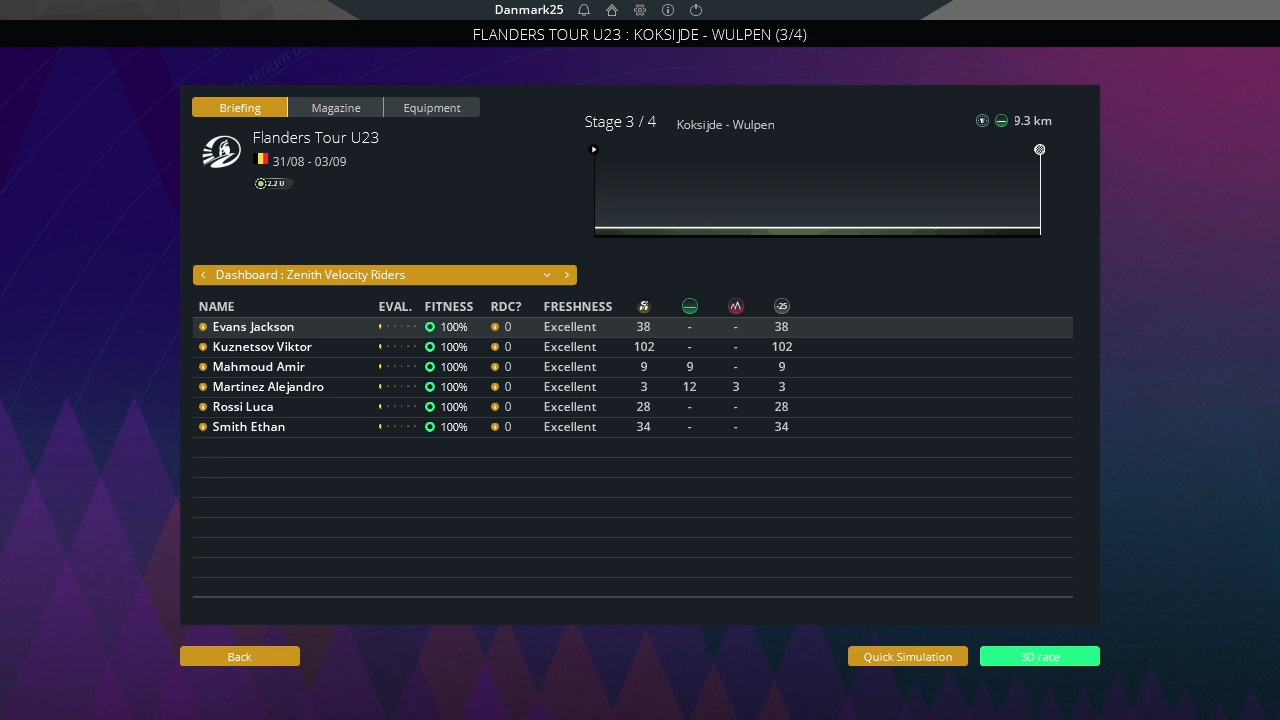 Danmark25
FLANDERS TOUR U23 : KOKSIJDE - WULPEN (3/4)
Briefing Magazine Equipment
Flanders Tour U23
31/08 - 03/09
2.2 U
Stage 3 / 4 Koksijde - Wulpen 9.3 km
Dashboard : Zenith Velocity Riders
NAME EVAL. FITNESS RDC? FRESHNESS -25
Evans Jackson 100% 0 Excellent 38 - - 38
Kuznetsov Viktor 100% 0 Excellent 102 - - 102
Mahmoud Amir 100% 0 Excellent 9 9 - 9
Martinez Alejandro 100% 0 Excellent 3 12 3 3
Rossi Luca 100% 0 Excellent 28 - - 28
Smith Ethan 100% 0 Excellent 34 - - 34
Back Quick Simulation 3D race